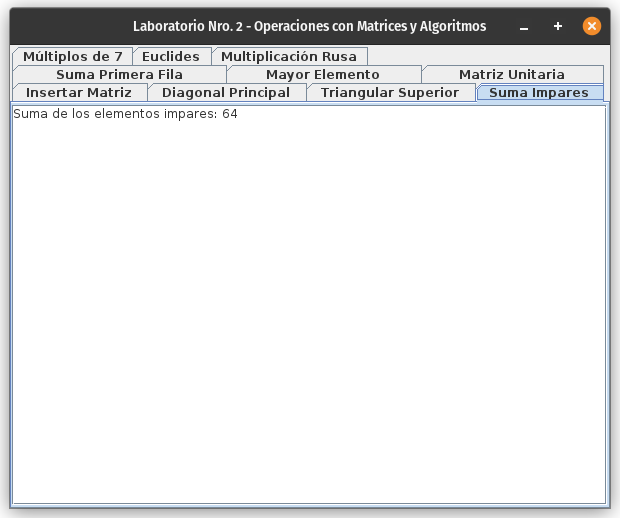 Laboratorio Nro. 2 - Operaciones con Matrices y Algoritmos
Múltiplos de 7 Euclides Multiplicación Rusa
Suma Primera Fila Mayor Elemento Matriz Unitaria
Insertar Matriz Diagonal Principal Triangular Superior Suma Impares
Suma de los elementos impares: 64